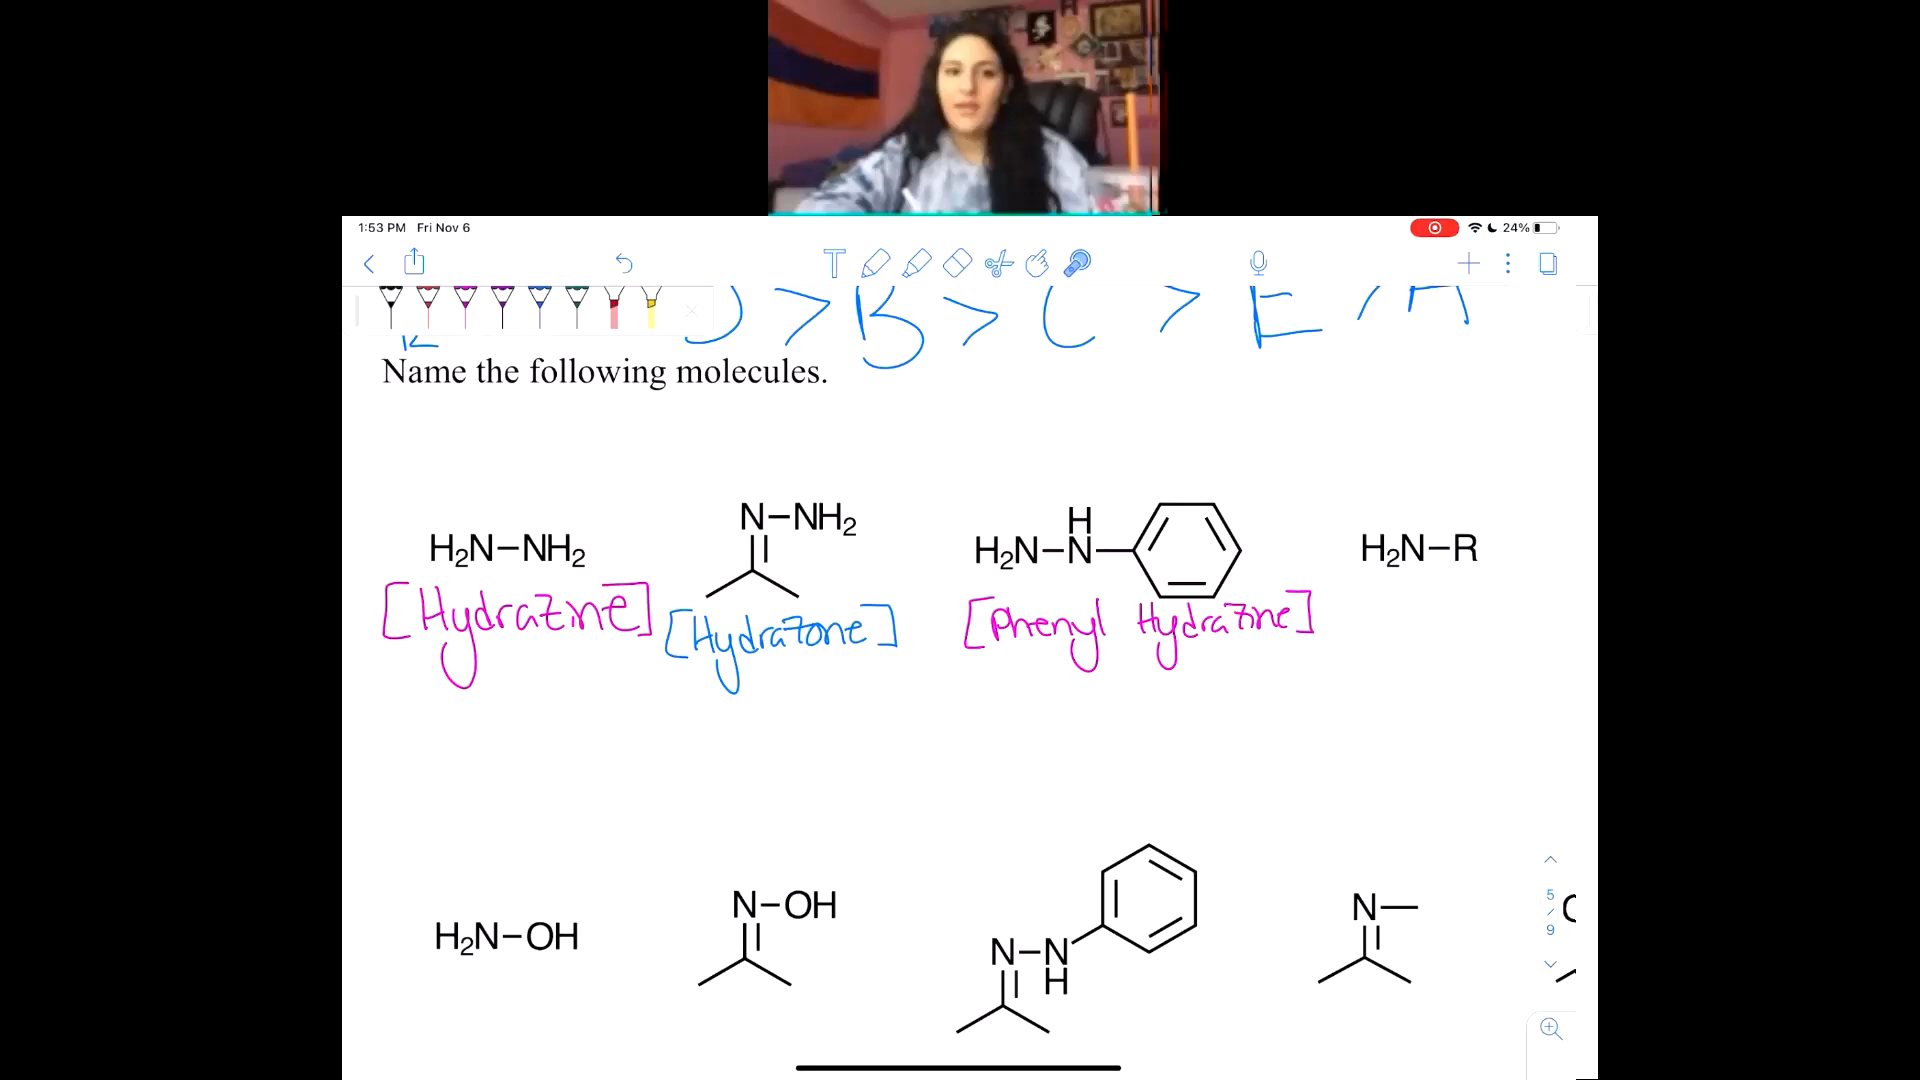 1:53 PM Fri Nov 6 24%
T
> B > C > E > A
Name the following molecules.
N–NH2
H
H2N–NH2 H2N–N H2N–R
[Hydrazine] [Hydrazone] [Phenyl Hydrazine]
N–OH N
5/9
H2N–OH
N–N
H